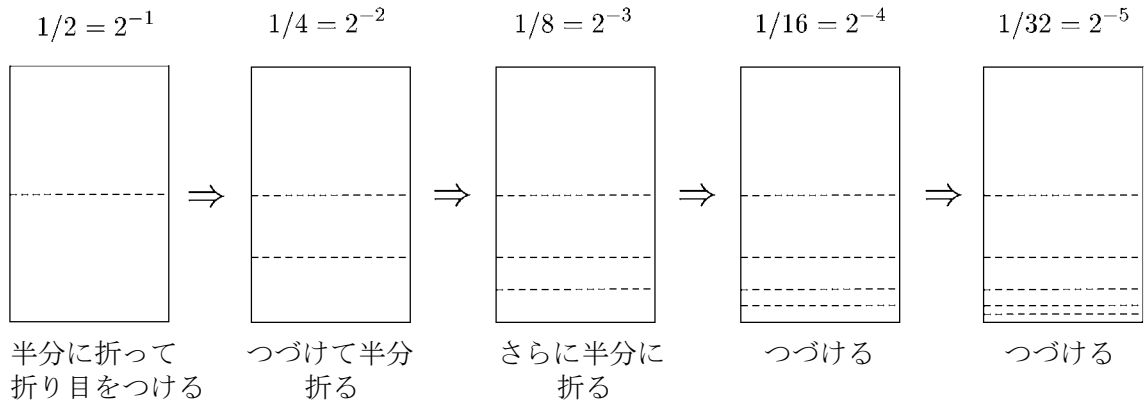 1/2 = 2⁻¹
1/4 = 2⁻²
1/8 = 2⁻³
1/16 = 2⁻⁴
1/32 = 2⁻⁵
⇒
⇒
⇒
⇒
半分に折って
折り目をつける
つづけて半分
折る
さらに半分に
折る
つづける
つづける